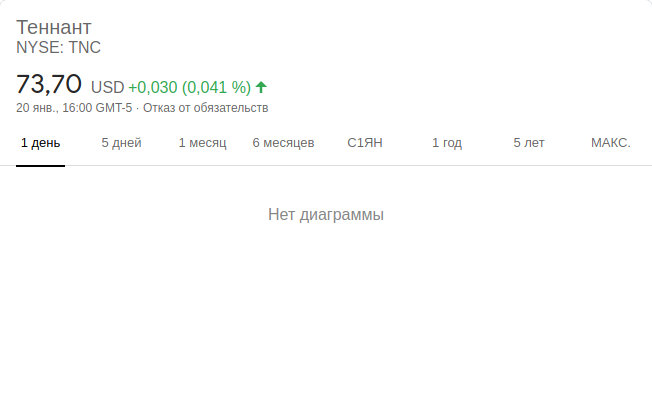 Теннант
NYSE: TNC
73,70 USD +0,030 (0,041 %)
20 янв., 16:00 GMT-5 · Отказ от обязательств
1 день 5 дней 1 месяц 6 месяцев С1ЯН 1 год 5 лет МАКС.
Нет диаграммы